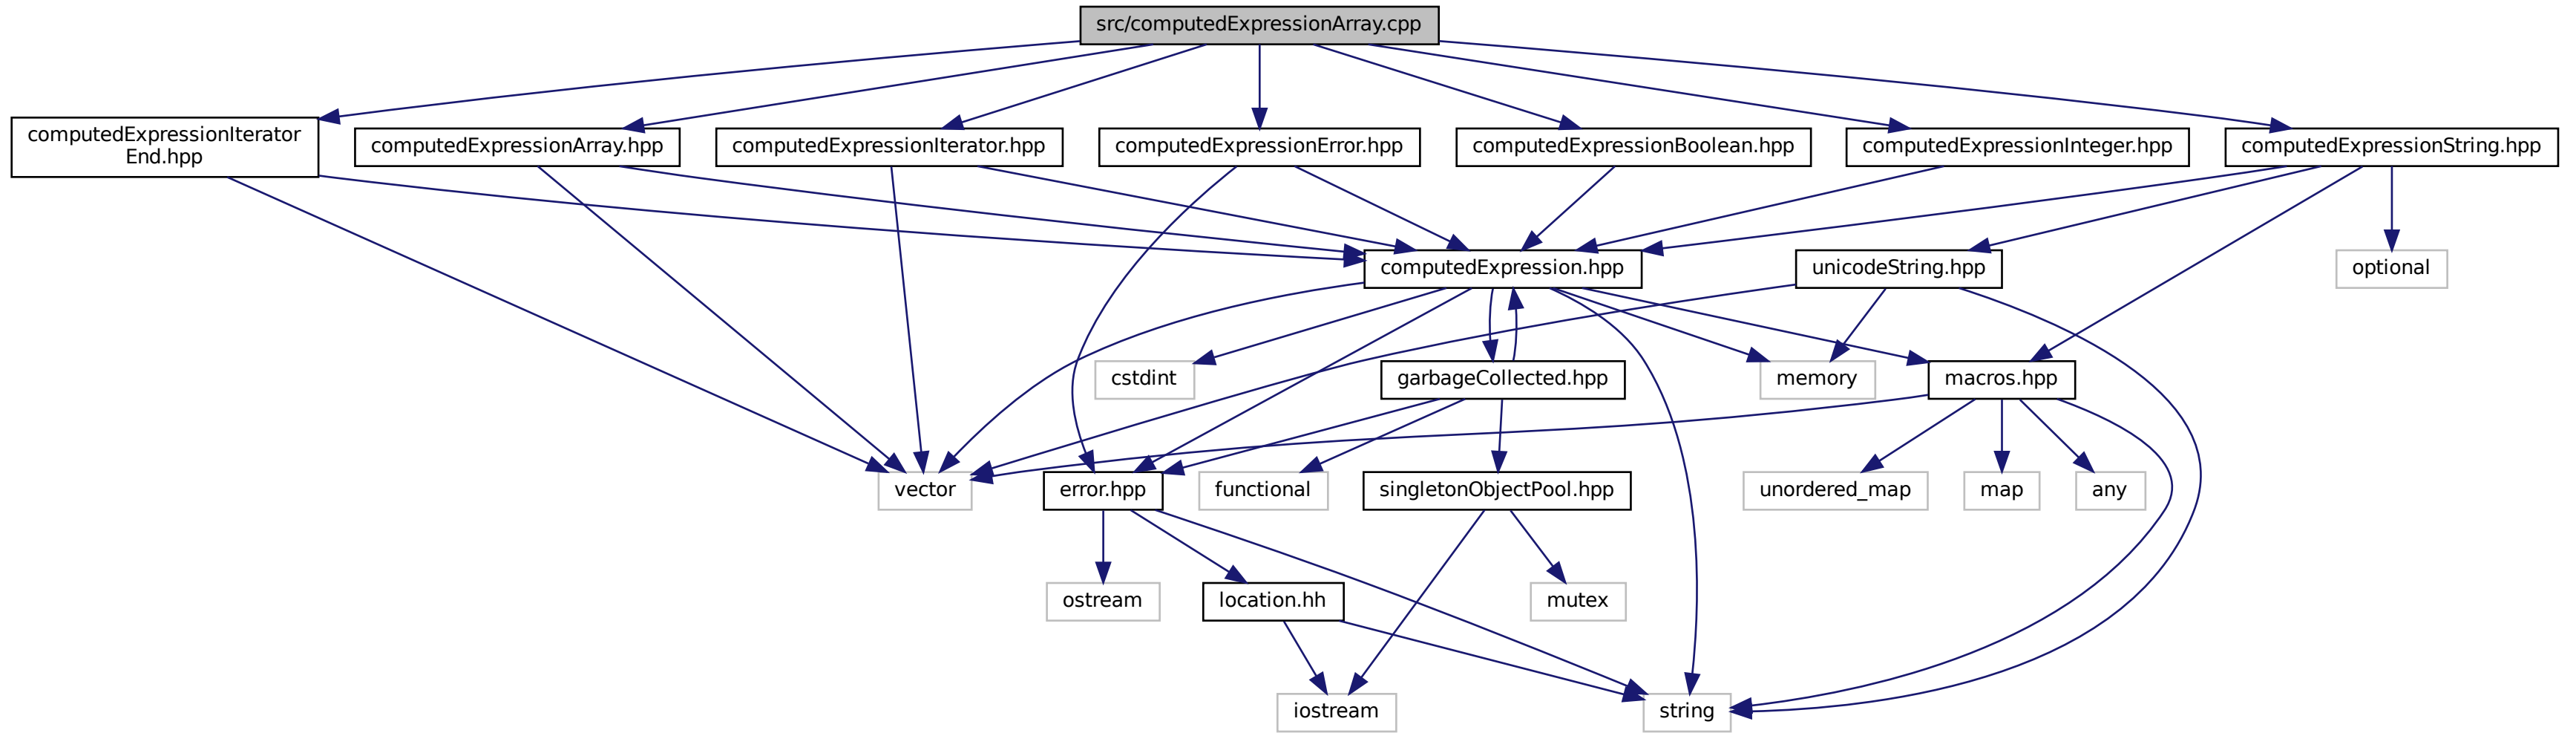 src/computedExpressionArray.cpp
computedExpressionIterator
End.hpp
computedExpressionArray.hpp
computedExpressionIterator.hpp
computedExpressionError.hpp
computedExpressionBoolean.hpp
computedExpressionInteger.hpp
computedExpressionString.hpp
computedExpression.hpp
unicodeString.hpp
optional
cstdint
garbageCollected.hpp
memory
macros.hpp
vector
error.hpp
functional
singletonObjectPool.hpp
unordered_map
map
any
ostream
location.hh
mutex
iostream
string